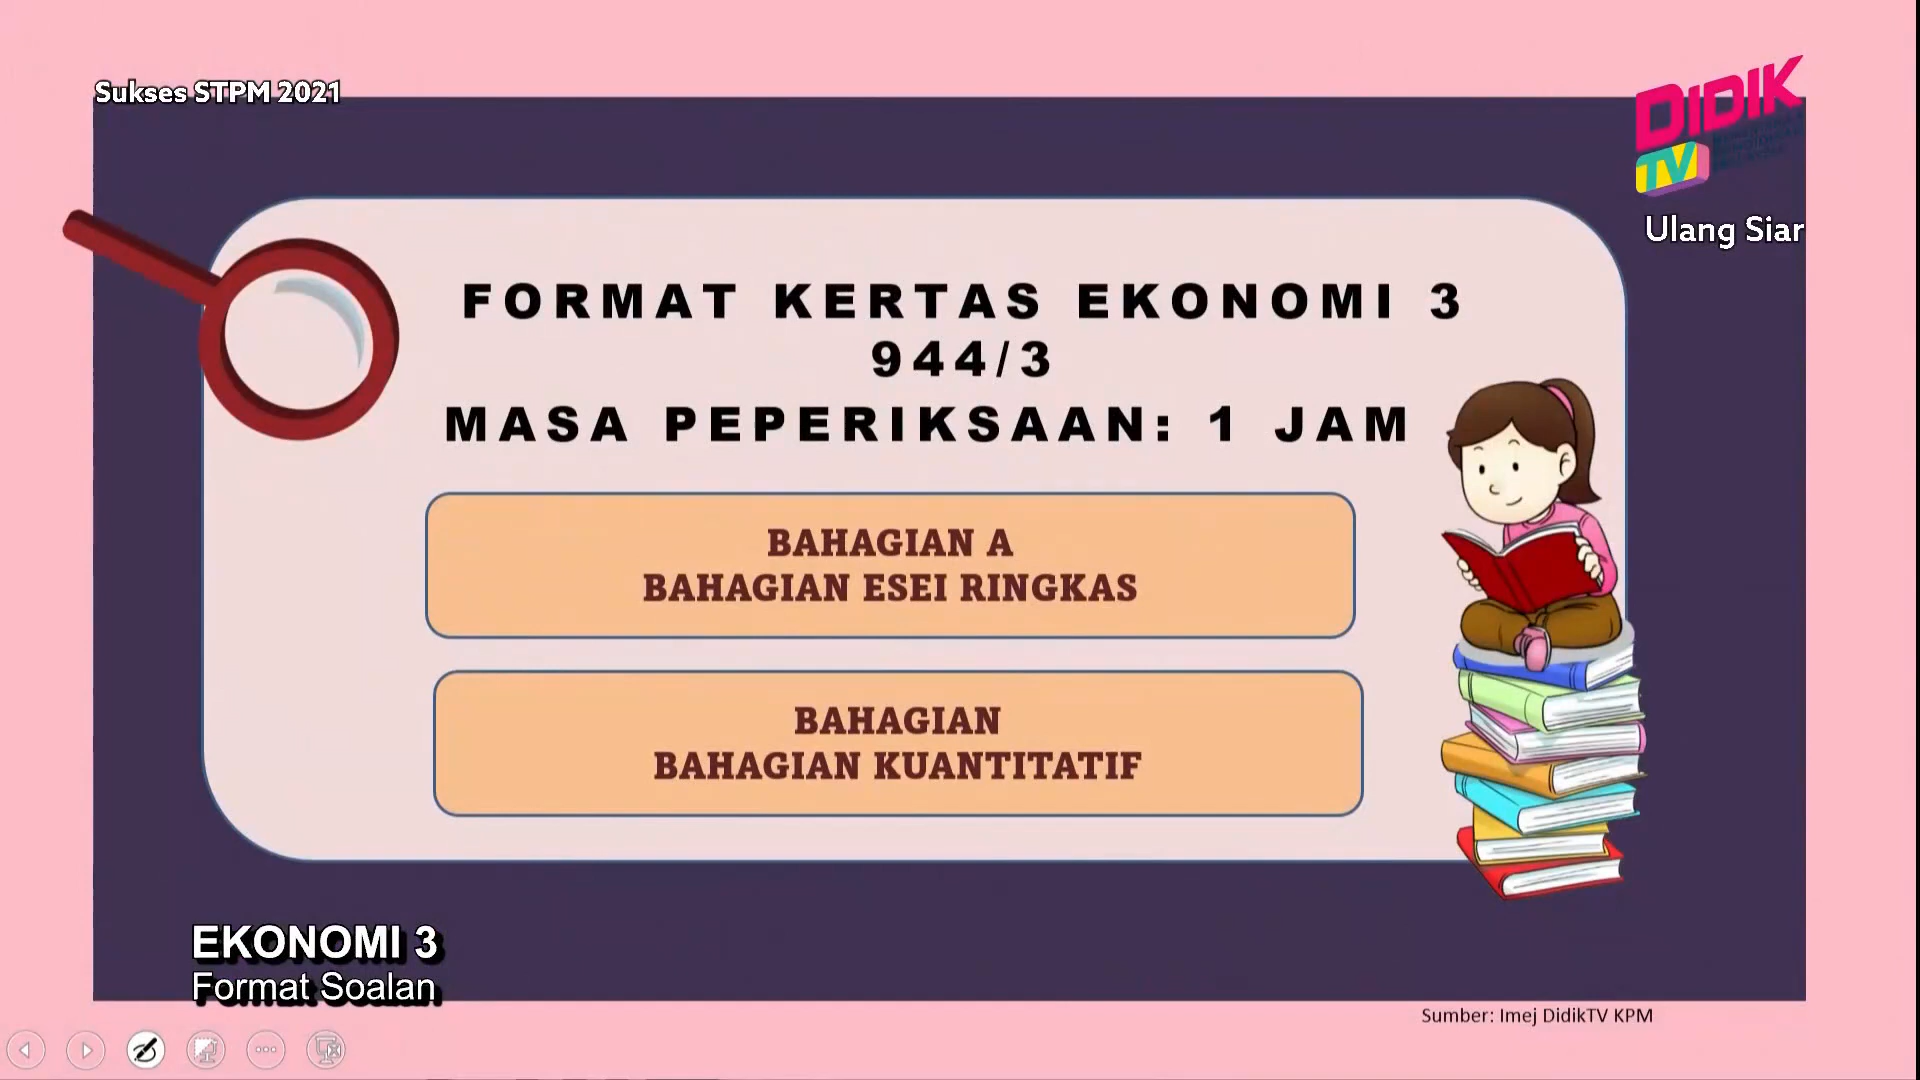 Sukses STPM 2021
DIDIK
TV
Ulang Siar
FORMAT KERTAS EKONOMI 3
944/3
MASA PEPERIKSAAN: 1 JAM
BAHAGIAN A
BAHAGIAN ESEI RINGKAS
BAHAGIAN
BAHAGIAN KUANTITATIF
EKONOMI 3
Format Soalan
Sumber: Imej DidikTV KPM